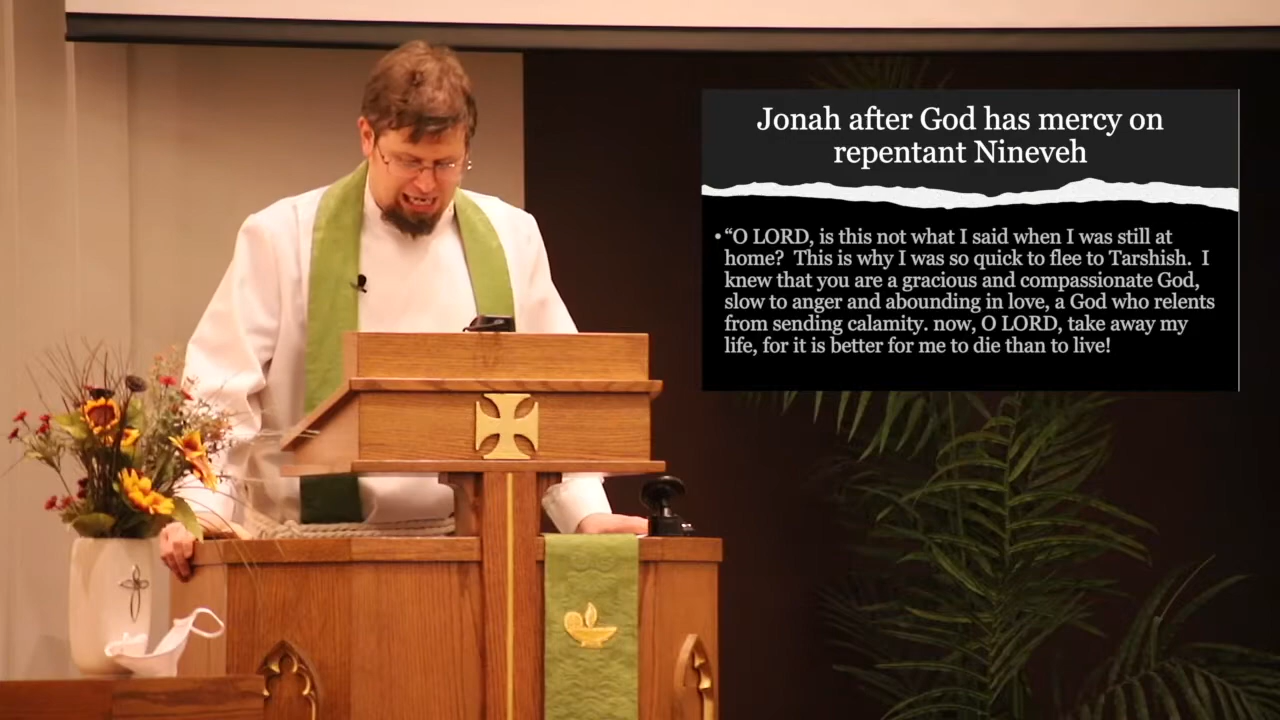 Jonah after God has mercy on
repentant Nineveh
•“O LORD, is this not what I said when I was still at
home?  This is why I was so quick to flee to Tarshish.  I
knew that you are a gracious and compassionate God,
slow to anger and abounding in love, a God who relents
from sending calamity. now, O LORD, take away my
life, for it is better for me to die than to live!